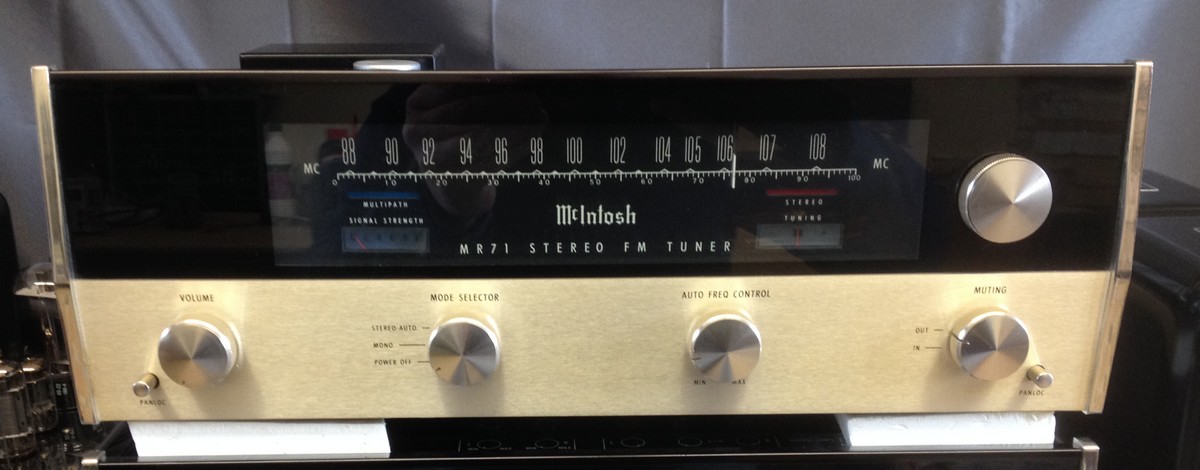 88 90 92 94 96 98 100 102 104 105 106 107 108
MC MC
0 10 20 30 40 50 60 70 80 90 100
MULTIPATH
SIGNAL STRENGTH
STEREO
TUNING
McIntosh
MR71 STEREO FM TUNER
VOLUME
MODE SELECTOR
AUTO FREQ CONTROL
MUTING
STEREO AUTO
MONO
POWER OFF
OUT
IN
MIN MAX
PANLOC
PANLOC